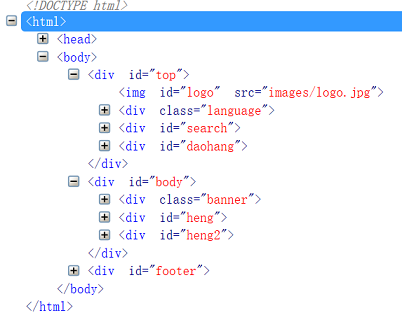 <!DOCTYPE html>
<html>
<head>
<body>
<div id="top">
<img id="logo" src="images/logo.jpg">
<div class="language">
<div id="search">
<div id="daohang">
</div>
<div id="body">
<div class="banner">
<div id="heng">
<div id="heng2">
</div>
<div id="footer">
</body>
</html>